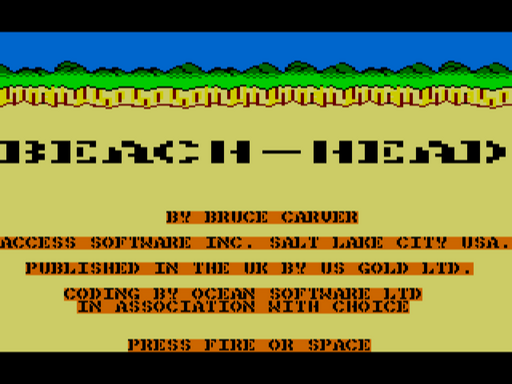 BEACH-HEAD
BY BRUCE CARVER
ACCESS SOFTWARE INC. SALT LAKE CITY USA.
PUBLISHED IN THE UK BY US GOLD LTD.
CODING BY OCEAN SOFTWARE LTD
IN ASSOCIATION WITH CHOICE
PRESS FIRE OR SPACE